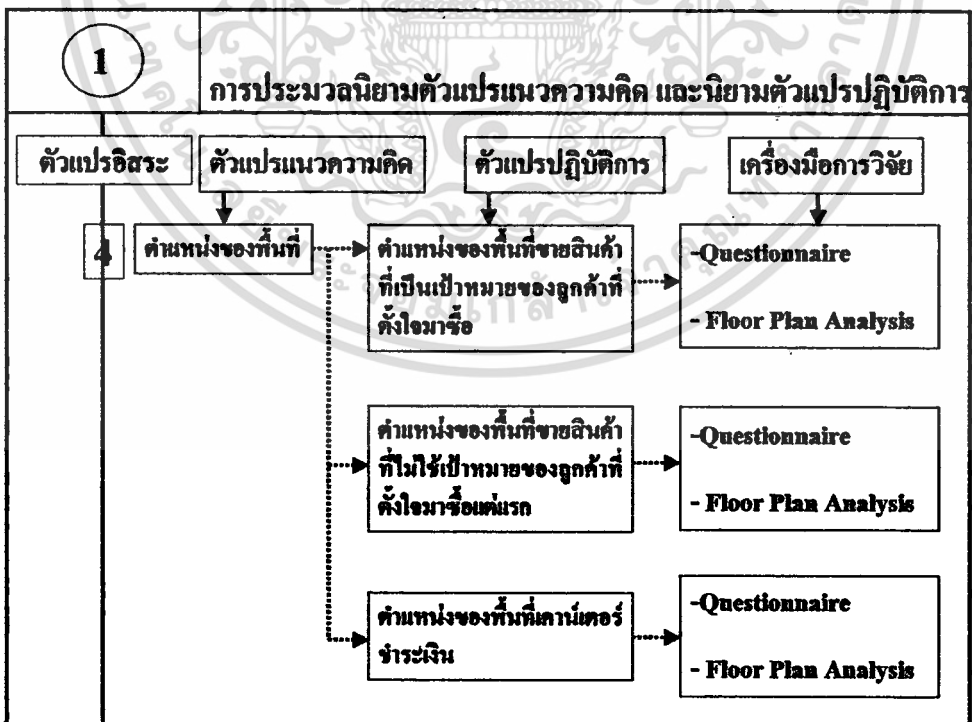 1
การประมวลนิยามตัวแปรแนวความคิด และนิยามตัวแปรปฏิบัติการ
ตัวแปรอิสระ
ตัวแปรแนวความคิด
ตัวแปรปฏิบัติการ
เครื่องมือการวิจัย
4
ตำแหน่งของพื้นที่
ตำแหน่งของพื้นที่ขายสินค้า
ที่เป็นเป้าหมายของลูกค้าที่
ตั้งใจมาซื้อ
-Questionnaire
- Floor Plan Analysis
ตำแหน่งของพื้นที่ขายสินค้า
ที่ไม่ใช้เป้าหมายของลูกค้าที่
ตั้งใจมาซื้อแต่แรก
-Questionnaire
- Floor Plan Analysis
ตำแหน่งของพื้นที่เคาน์เตอร์
ชำระเงิน
-Questionnaire
- Floor Plan Analysis